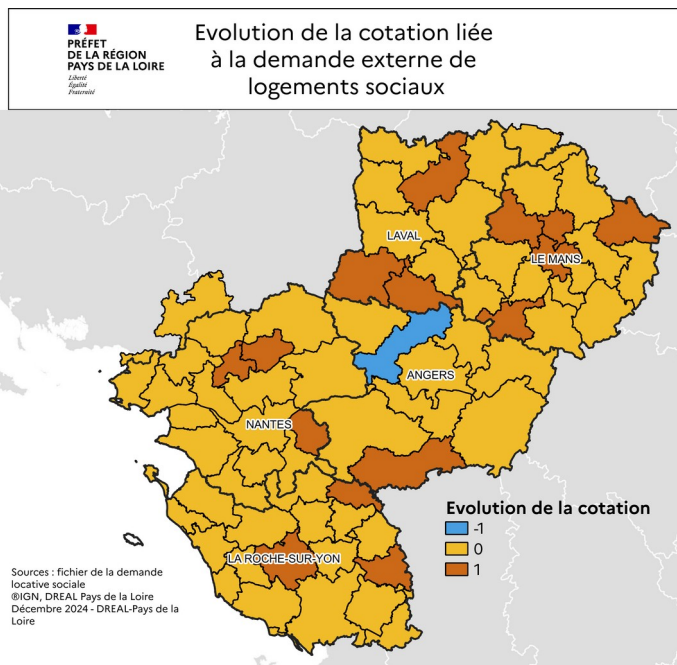 PRÉFET
DE LA RÉGION
PAYS DE LA LOIRE
Liberté
Égalité
Fraternité
Evolution de la cotation liée
à la demande externe de
logements sociaux
LAVAL
LE MANS
ANGERS
NANTES
LA ROCHE-SUR-YON
Evolution de la cotation
-1
0
1
Sources : fichier de la demande
locative sociale
®IGN, DREAL Pays de la Loire
Décembre 2024 - DREAL-Pays de la
Loire